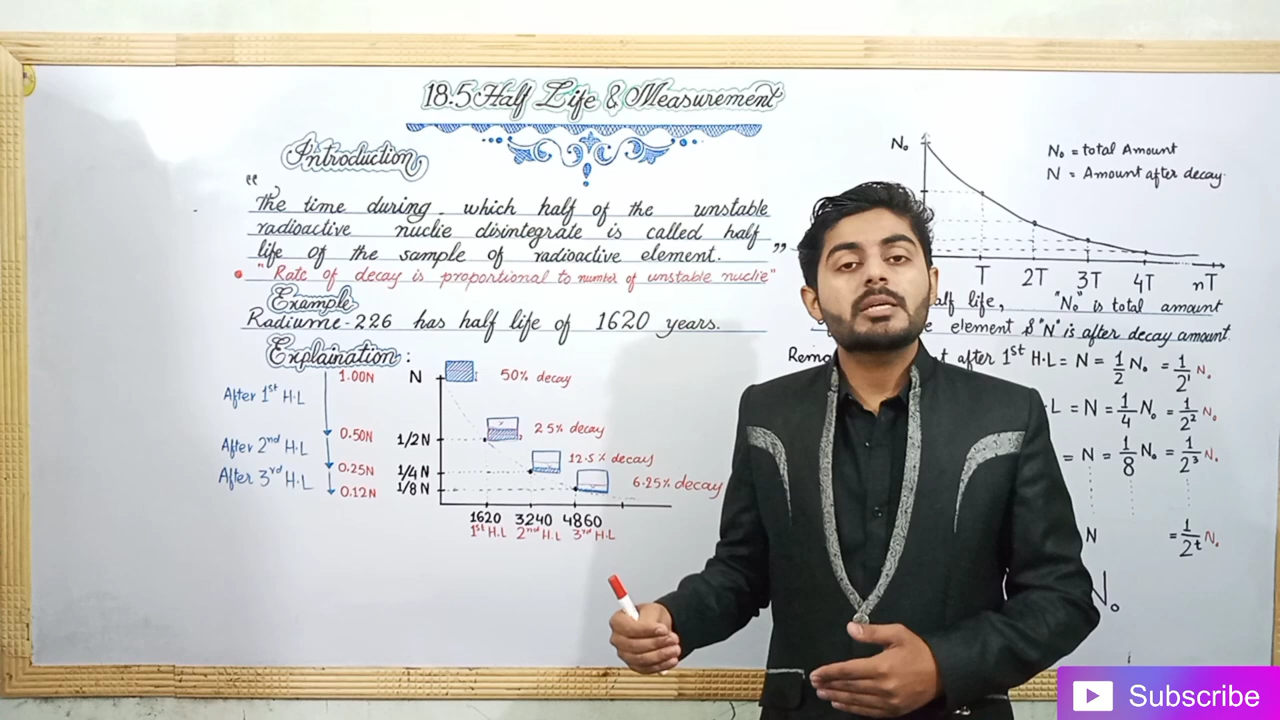 18.5 Half Life & Measurement
Introduction
"
The time during which half of the unstable
radioactive nuclie disintegrate is called half
life of the sample of radioactive element. "
"Rate of decay is proportional to number of unstable nuclie"
Example
Radiume-226 has half life of 1620 years.
Explaination :
After 1st H.L
After 2nd H.L
After 3rd H.L
1.00N
0.50N
0.25N
0.12N
N
1/2 N
1/4 N
1/8 N
50% decay
25% decay
12.5% decay
6.25% decay
1620 3240 4860
1st H.L 2nd H.L 3rd H.L
N₀
N₀ = total Amount
N = Amount after decay
T 2T 3T 4T nT
half life, "N₀" is total amount
element & "N" is after decay amount.
after 1st H.L = N = 1/2 N₀ = 1/2¹ N₀
L = N = 1/4 N₀ = 1/2² N₀
= N = 1/8 N₀ = 1/2³ N₀
N = 1/2ᵗ N₀
N₀
Subscribe